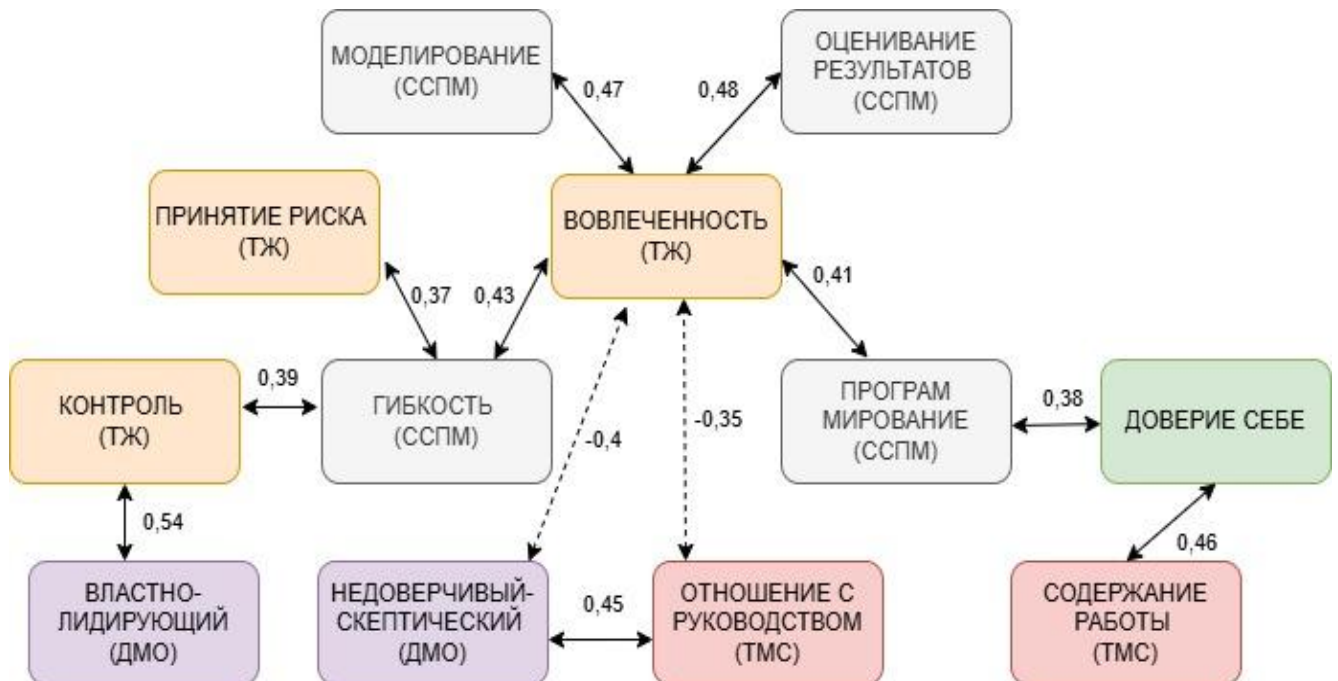 МОДЕЛИРОВАНИЕ
(ССПМ)
ОЦЕНИВАНИЕ
РЕЗУЛЬТАТОВ
(ССПМ)
0,47
0,48
ПРИНЯТИЕ РИСКА
(ТЖ)
ВОВЛЕЧЕННОСТЬ
(ТЖ)
0,37
0,43
0,41
КОНТРОЛЬ
(ТЖ)
0,39
ГИБКОСТЬ
(ССПМ)
-0,4
-0,35
ПРОГРАМ
МИРОВАНИЕ
(ССПМ)
0,38
ДОВЕРИЕ СЕБЕ
0,54
0,46
ВЛАСТНО-
ЛИДИРУЮЩИЙ
(ДМО)
НЕДОВЕРЧИВЫЙ-
СКЕПТИЧЕСКИЙ
(ДМО)
0,45
ОТНОШЕНИЕ С
РУКОВОДСТВОМ
(ТМС)
СОДЕРЖАНИЕ
РАБОТЫ
(ТМС)